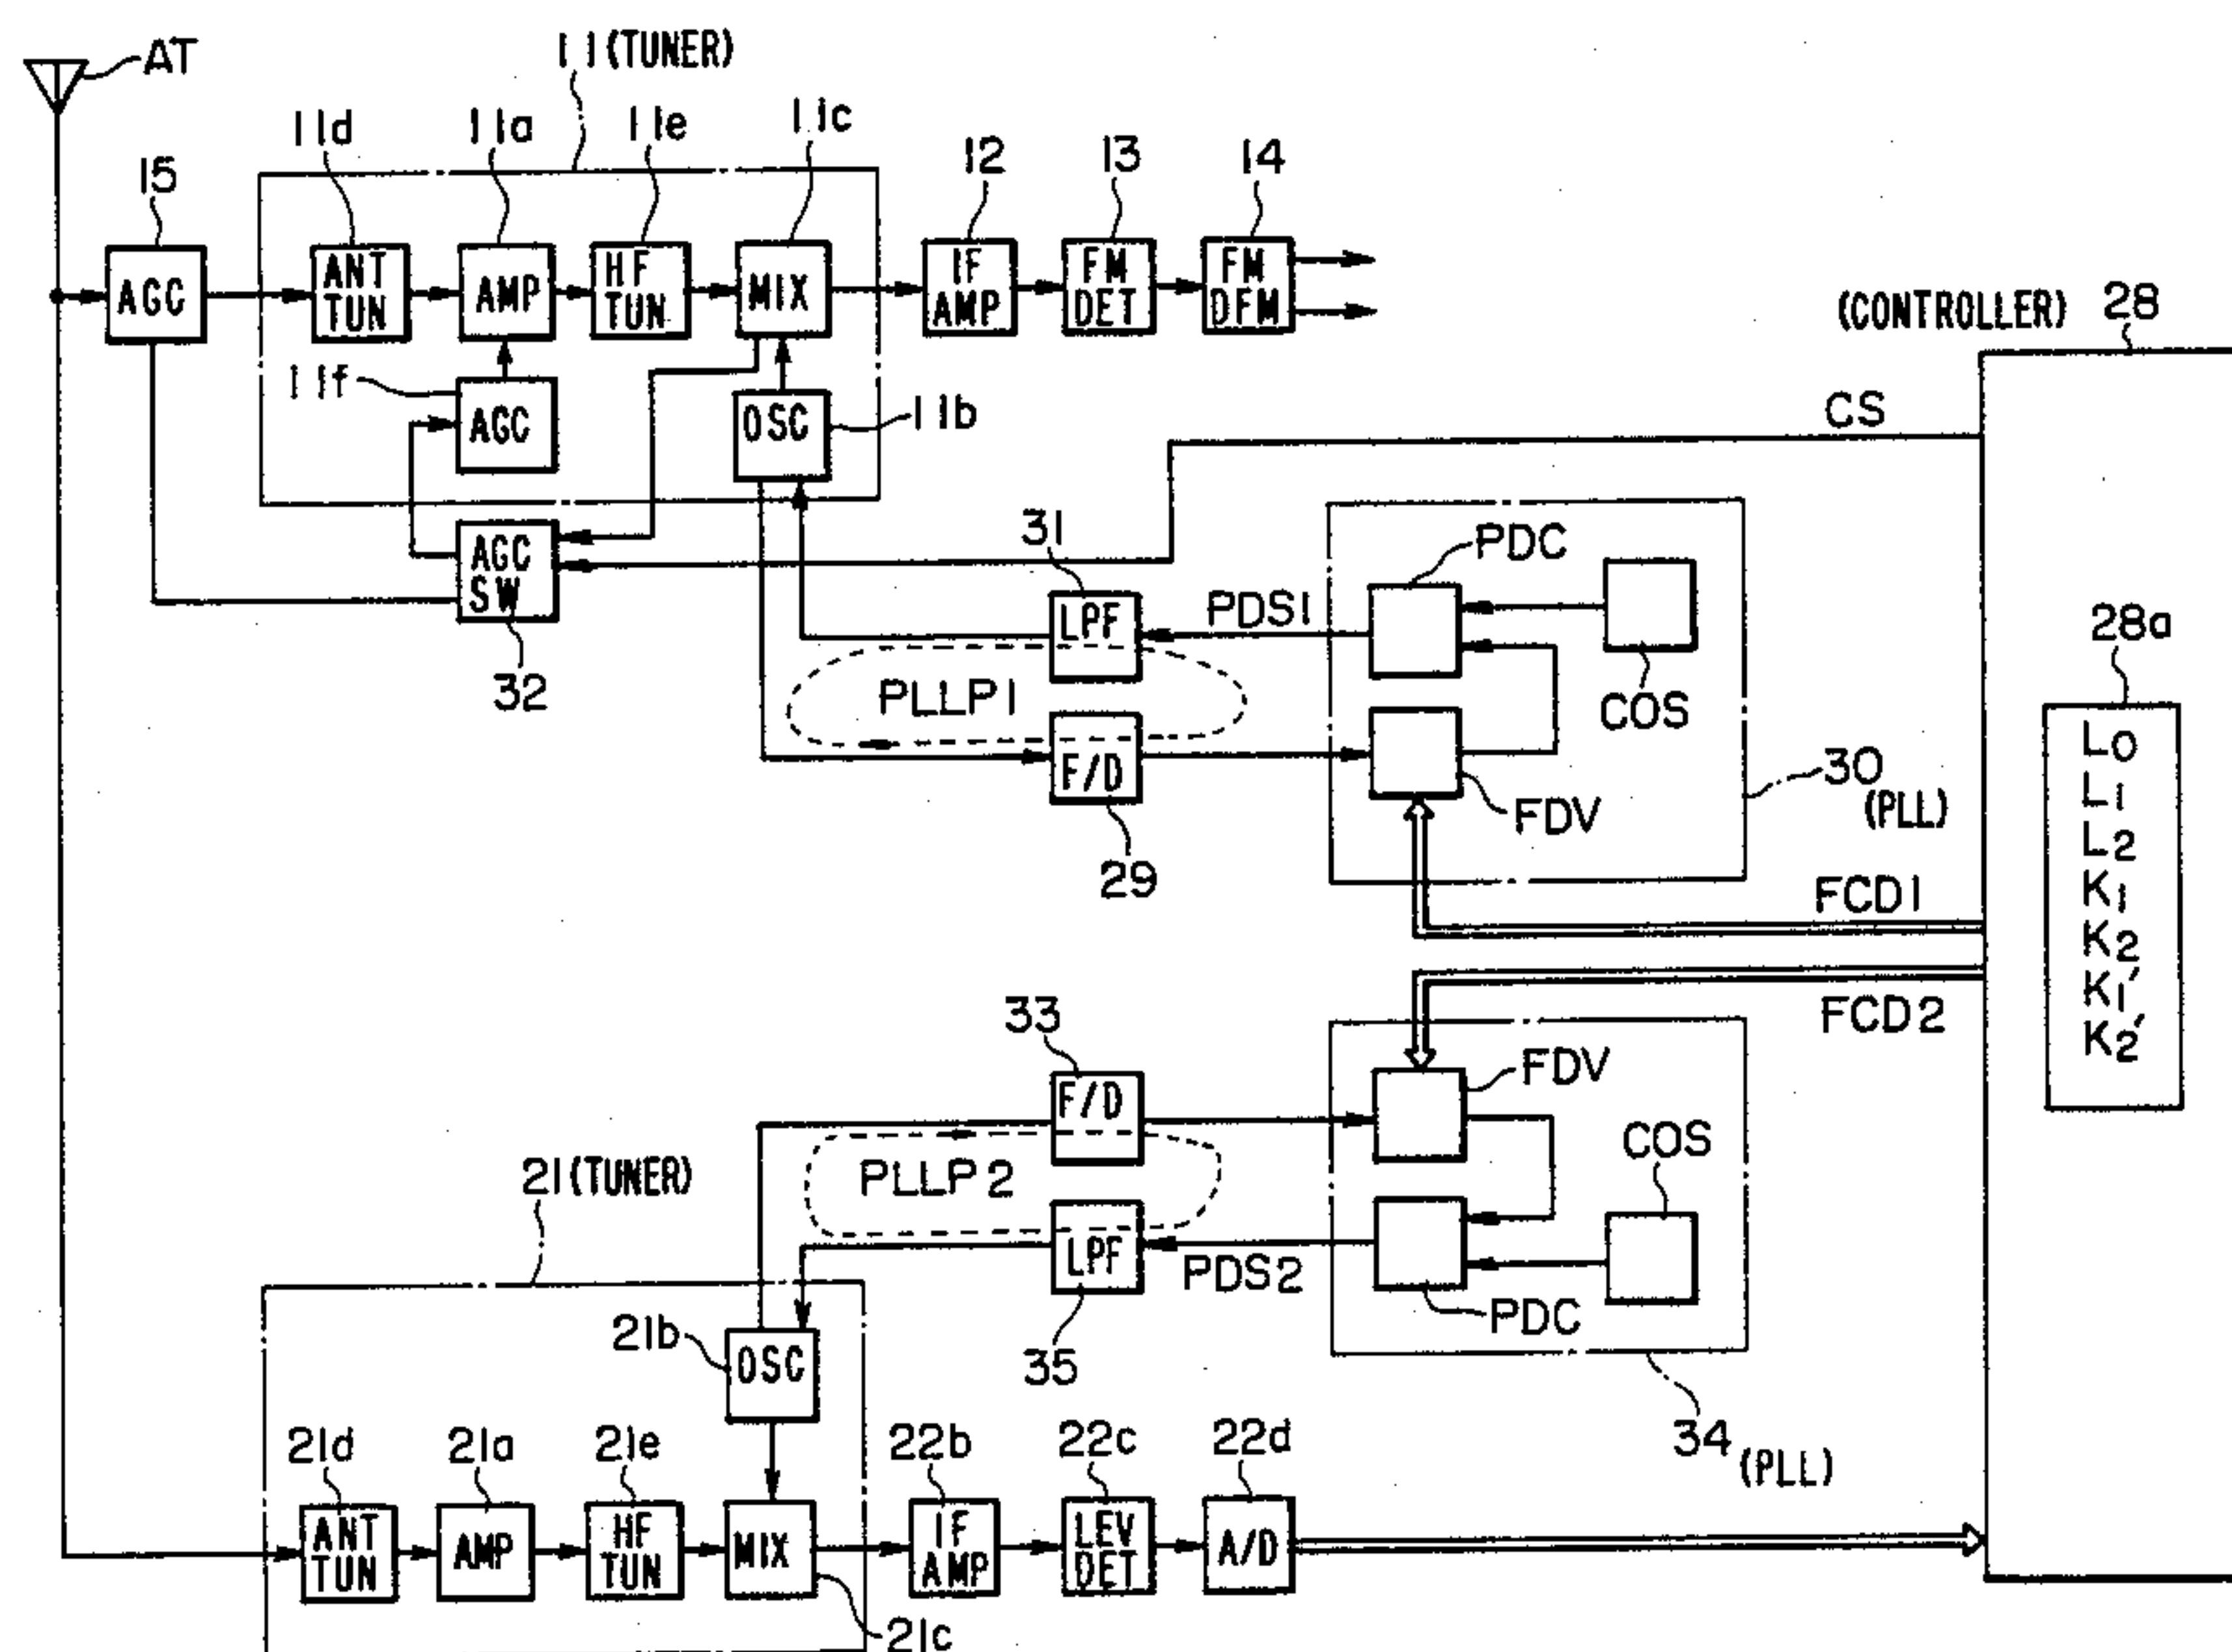 AT
11 (TUNER)
11d
11a
11e
11c
15
12
13
14
AGC
ANT
TUN
AMP
HF
TUN
MIX
IF
AMP
FM
DET
FM
DFM
(CONTROLLER) 28
11f
AGC
OSC
11b
CS
AGC
SW
32
31
LPF
PDS1
PDC
COS
PLLP1
F/D
29
FDV
30 (PLL)
28a
L0
L1
L2
K1
K2
K1'
K2'
FCD1
FCD2
33
F/D
FDV
COS
PLLP2
21 (TUNER)
LPF
PDS2
PDC
35
21b
OSC
34 (PLL)
21d
21a
21e
22b
22c
22d
ANT
TUN
AMP
HF
TUN
MIX
IF
AMP
LEV
DET
A/D
21c